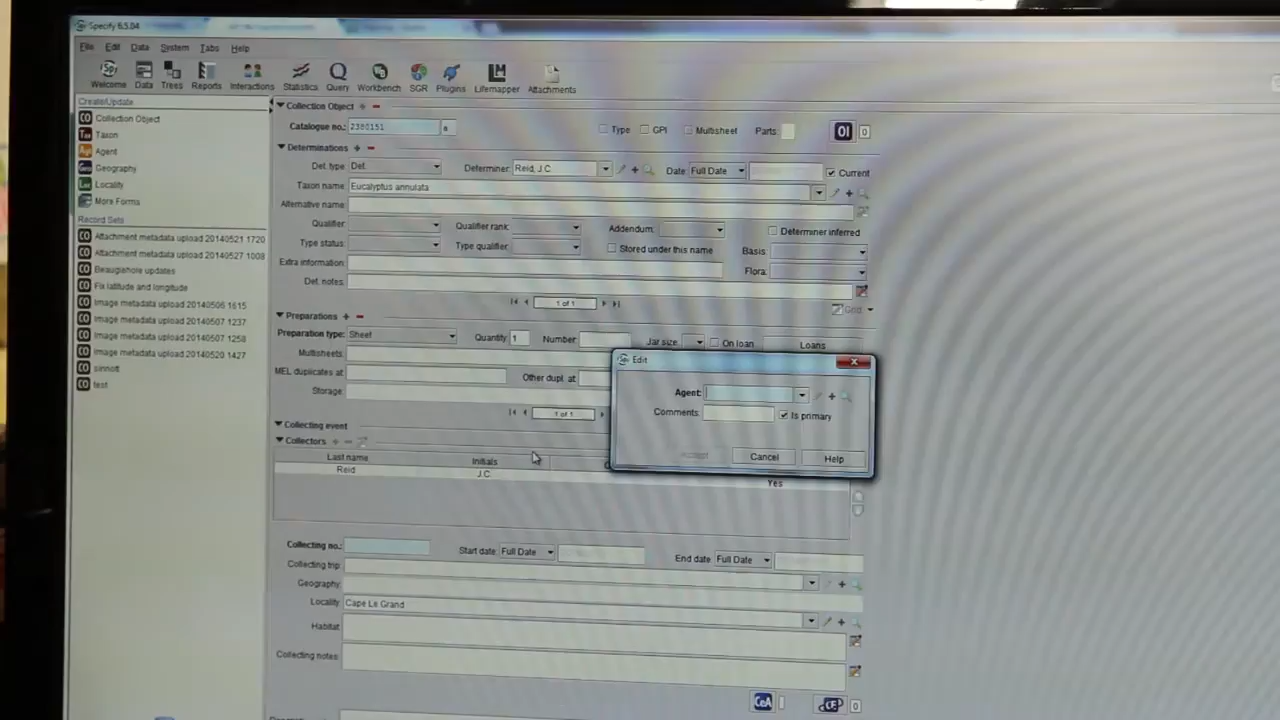 Specify 6.5.04
File Edit Data System Tabs Help
Welcome Data Trees Reports Interactions Statistics Query Workbench SGR Plugins Lifemapper Attachments
Create/Update
Collection Object
Taxon
Agent
Geography
Locality
More Forms
Record Sets
Attachment metadata upload 20140521 1720
Attachment metadata upload 20140527 1008
Beauglehole updates
Fix latitude and longitude
Image metadata upload 20140506 1615
Image metadata upload 20140507 1237
Image metadata upload 20140507 1258
Image metadata upload 20140520 1427
sinnott
test
Collection Object
Catalogue no.: 2380151 Type GPI Multisheet Parts OI 0
Determinations
Det. type: Det. Determiner: Reid, J.C Date: Full Date Current
Taxon name: Eucalyptus annulata
Alternative name:
Qualifier: Qualifier rank: Addendum: Determiner inferred
Type status: Type qualifier: Stored under this name Basis:
Extra information: Flora:
Det. notes:
1 of 1
Grid
Preparations
Preparation type: Sheet Quantity 1 Number Jar size: On loan Loans
Multisheets:
MEL duplicates at Other dupl. at
Storage:
1 of 1
Edit
Agent:
Comments: Is primary
Accept Cancel Help
Collecting event
Collectors
Last name Initials
Reid J.C. Yes
Collecting no.: Start date: Full Date End date: Full Date
Collecting trip:
Geography:
Locality: Cape Le Grand
Habitat:
Collecting notes:
CoA CE 0